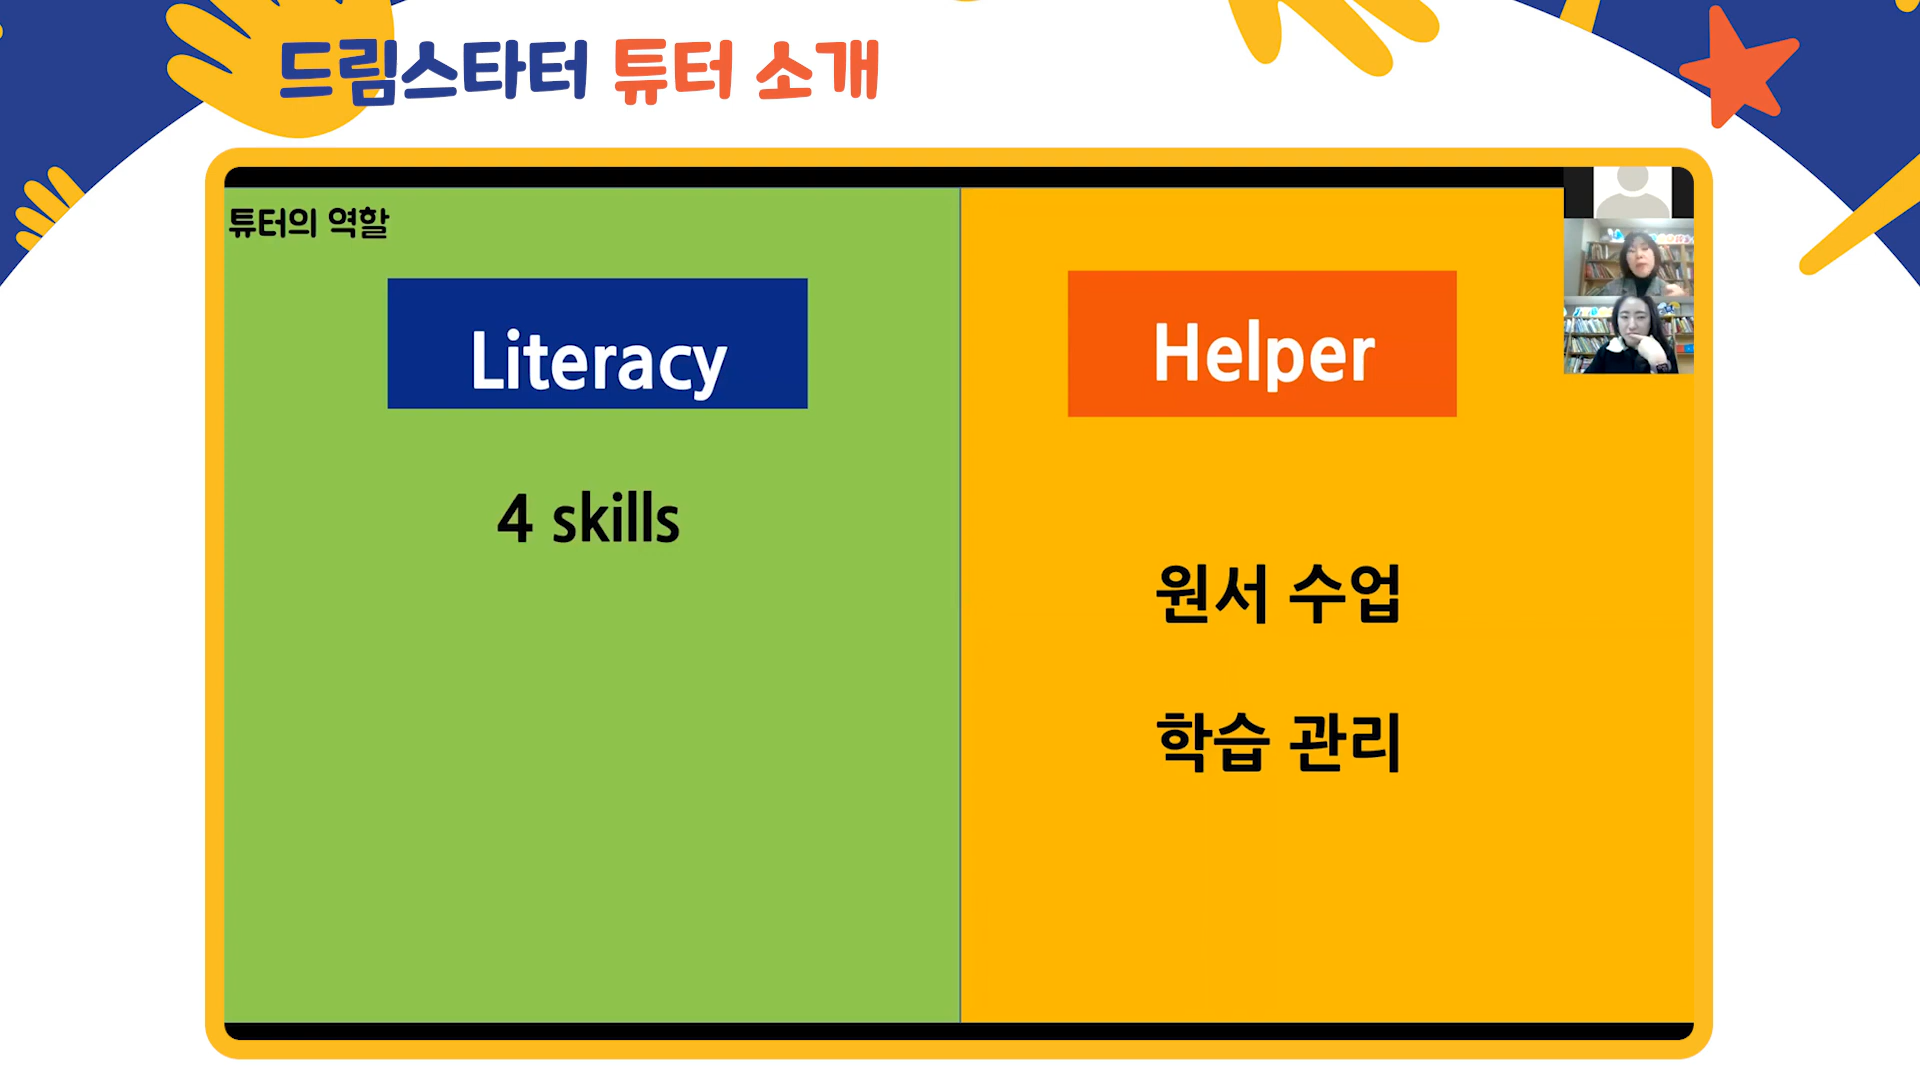 드림스타터 튜터 소개
튜터의 역할
Literacy
4 skills
Helper
원서 수업
학습 관리